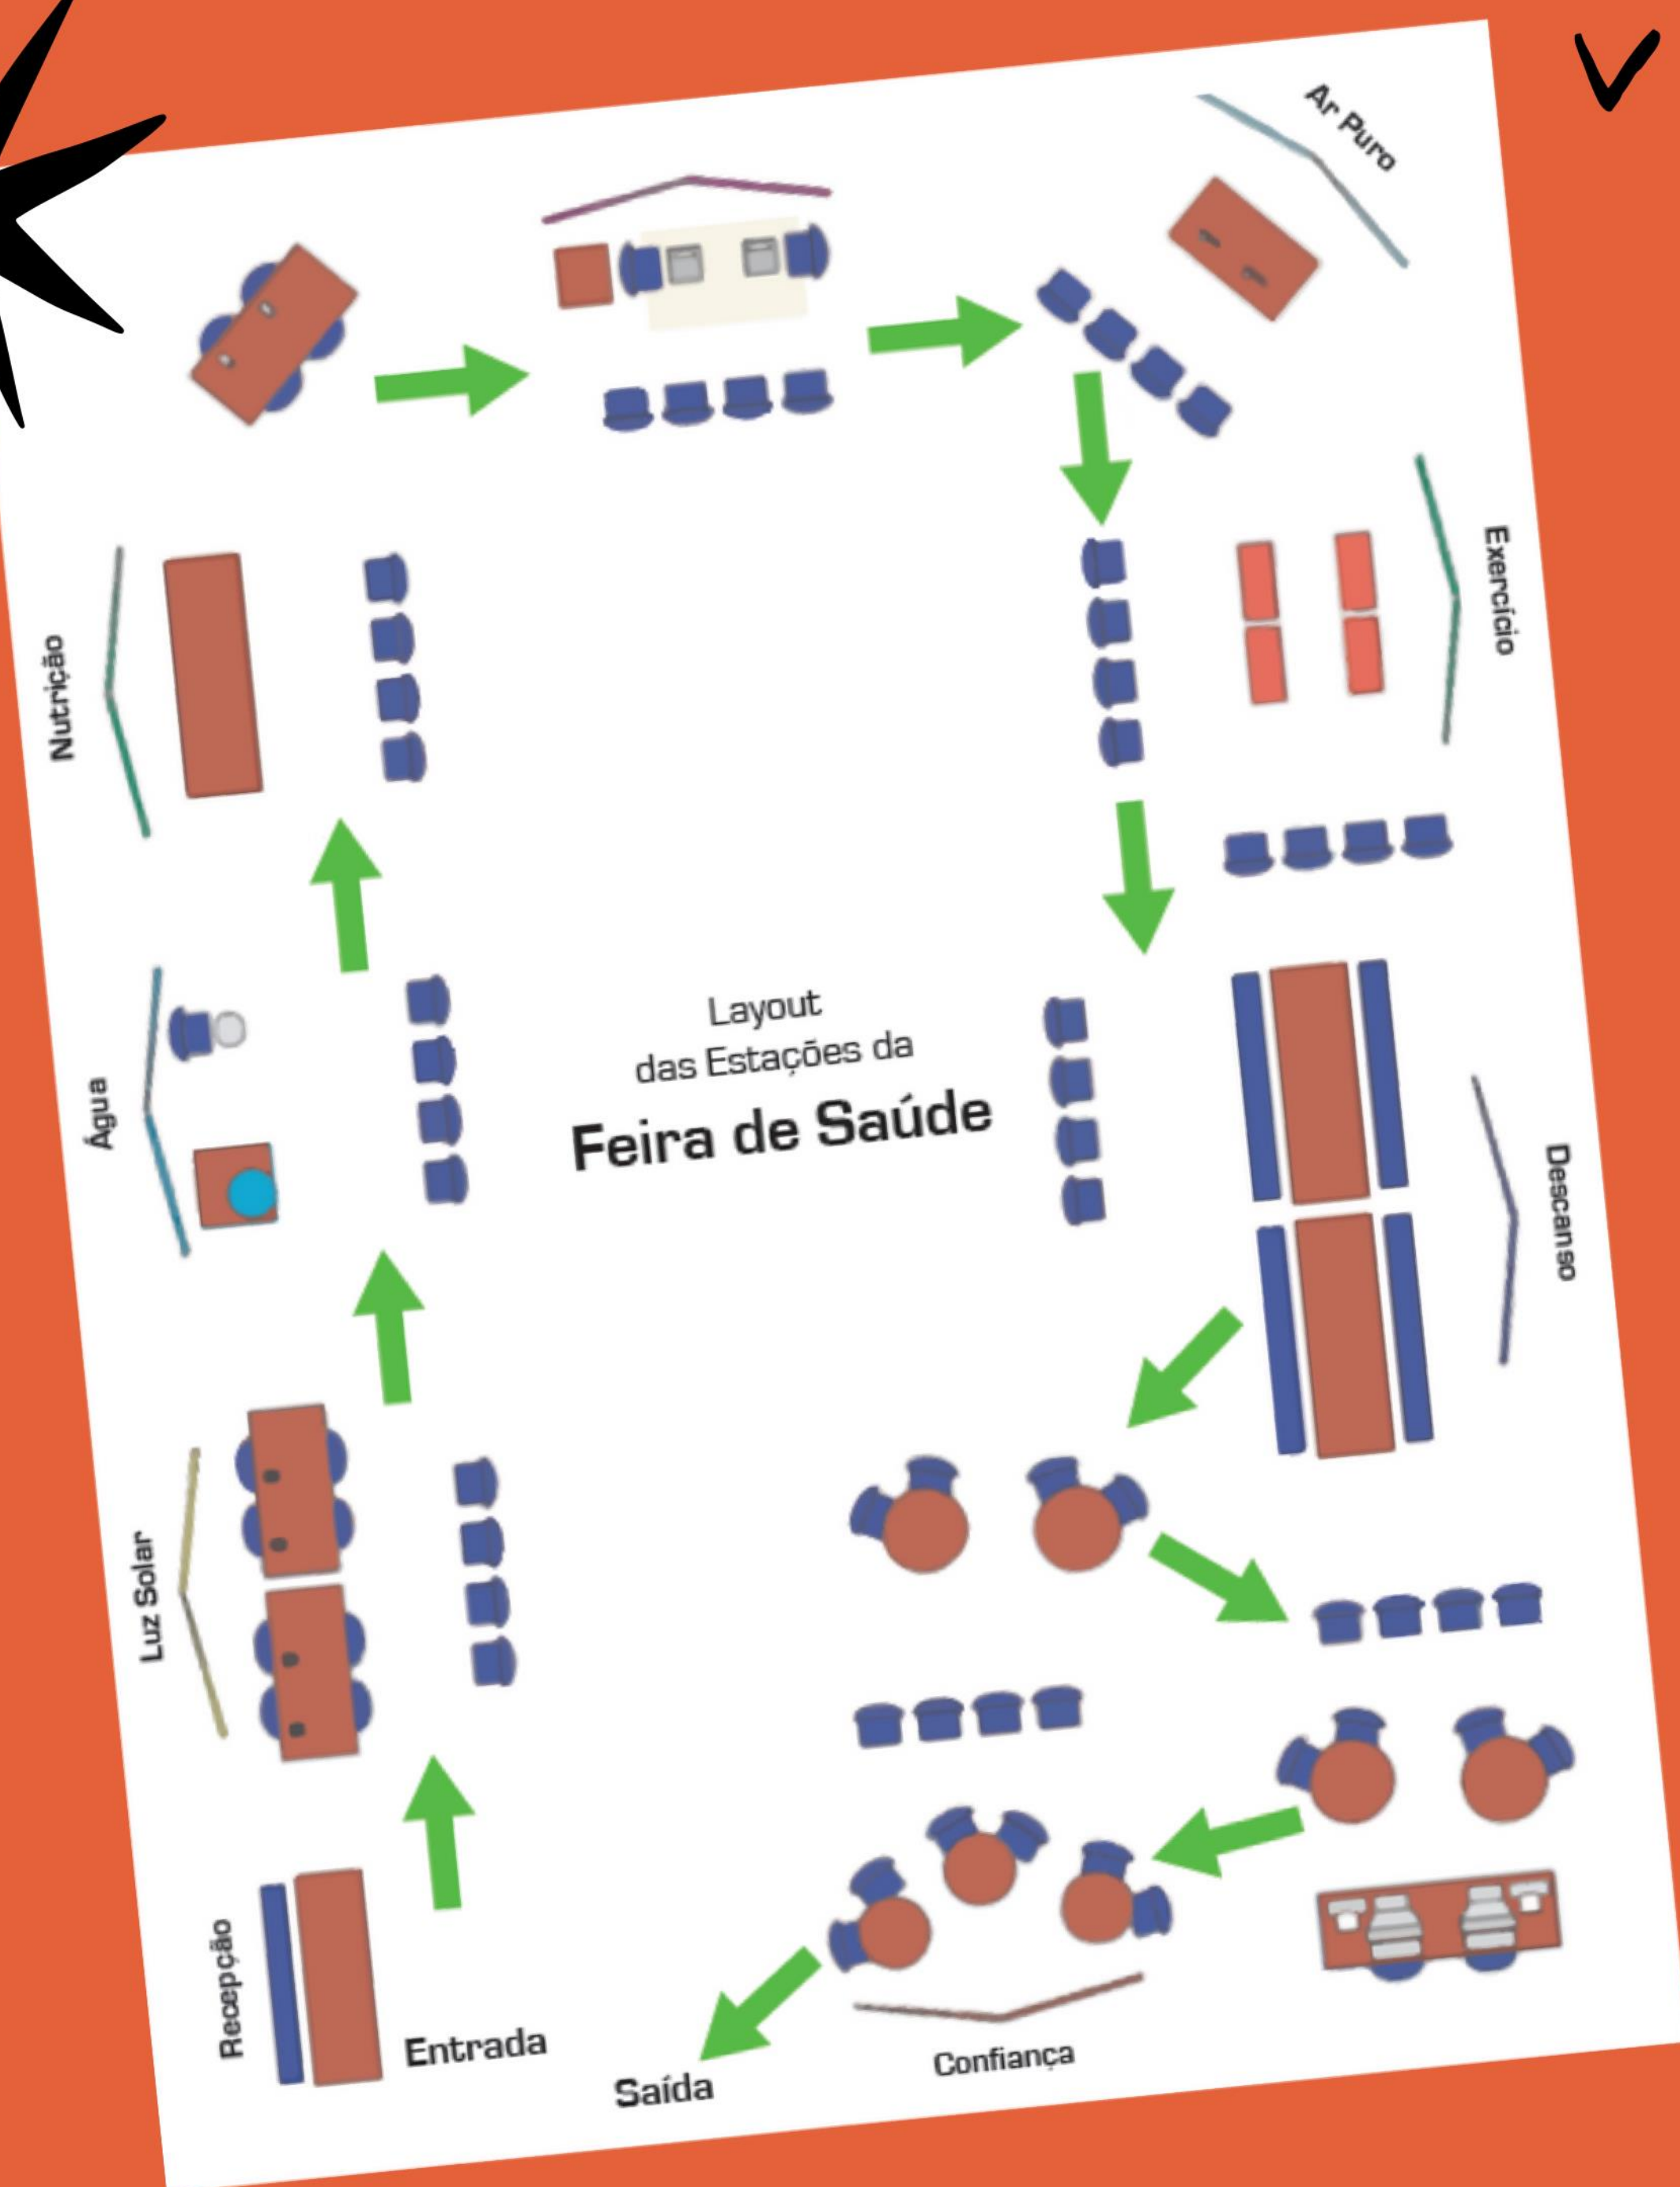 Ar Puro
Exercício
Nutrição
Layout
das Estações da
Feira de Saúde
Água
Descanso
Luz Solar
Recepção
Entrada
Saída
Confiança